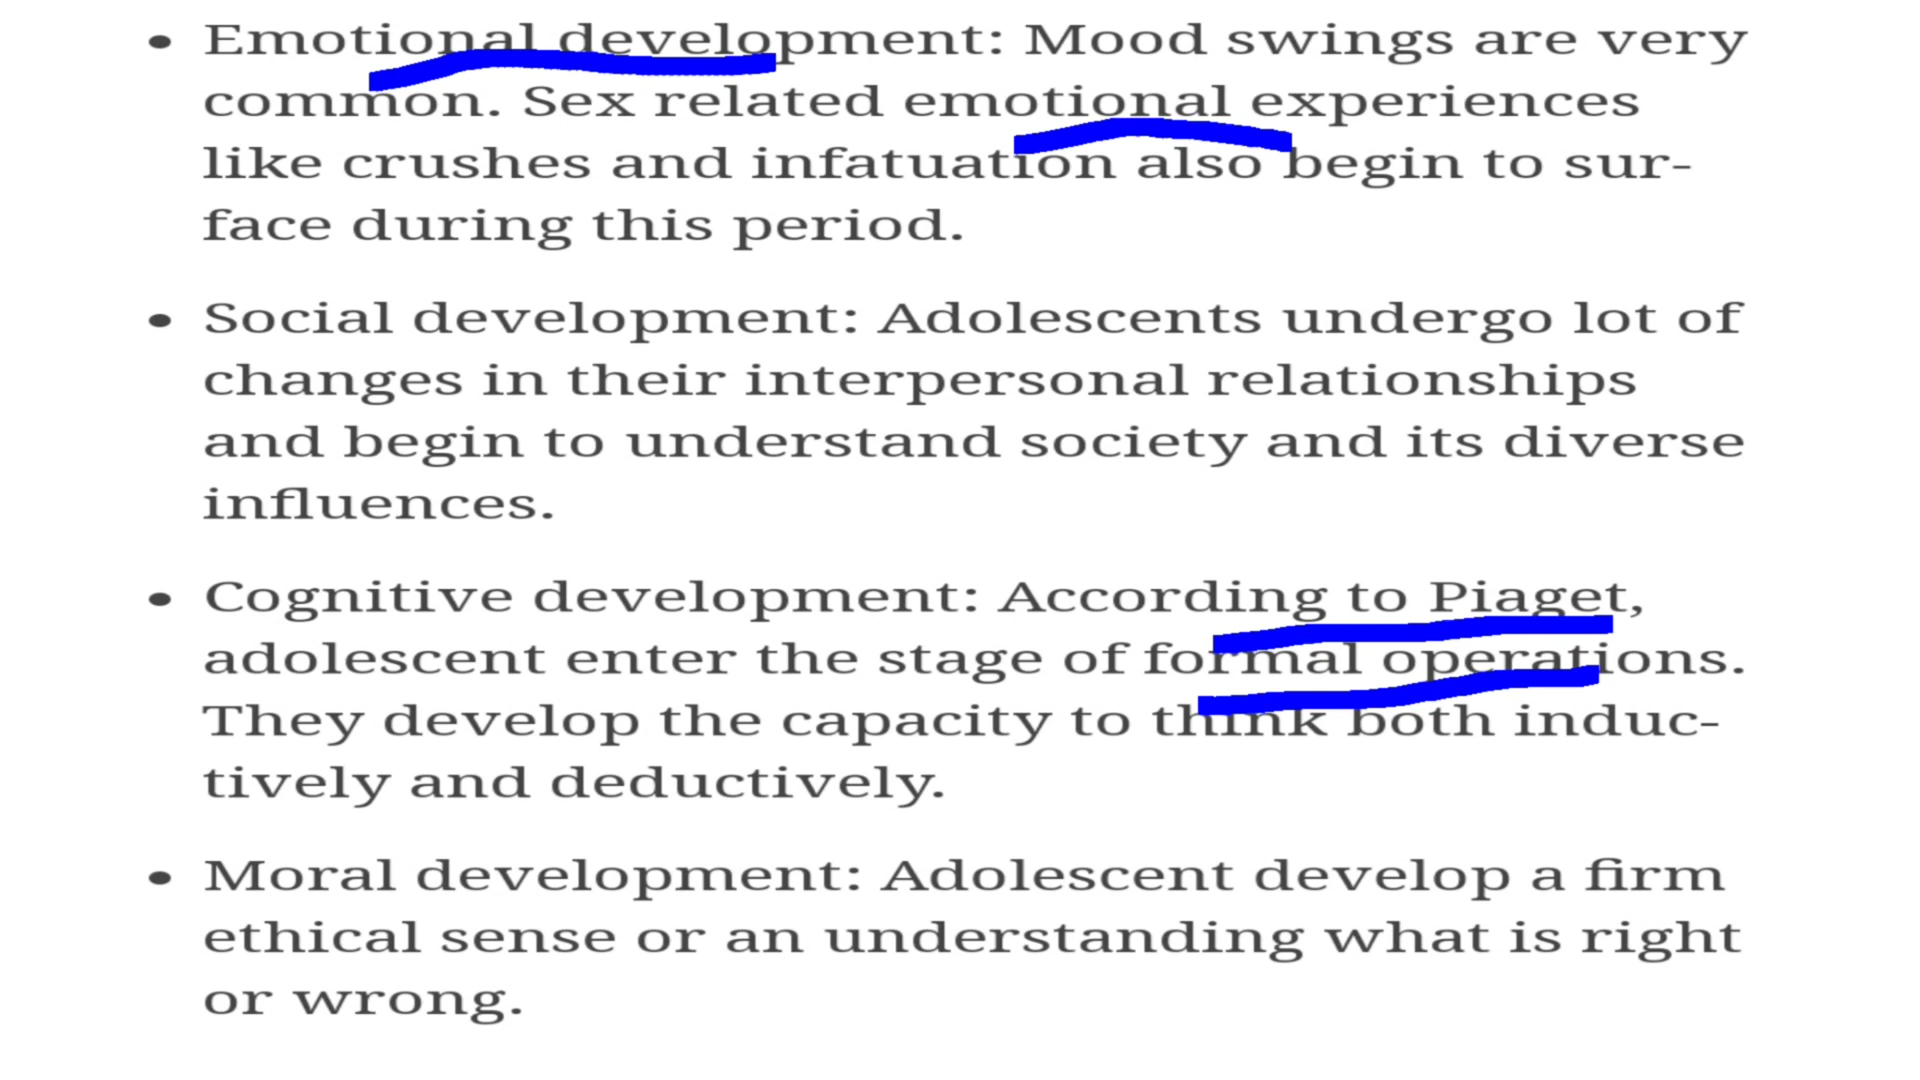 • Emotional development: Mood swings are very
common. Sex related emotional experiences
like crushes and infatuation also begin to sur-
face during this period.
• Social development: Adolescents undergo lot of
changes in their interpersonal relationships
and begin to understand society and its diverse
influences.
• Cognitive development: According to Piaget,
adolescent enter the stage of formal operations.
They develop the capacity to think both induc-
tively and deductively.
• Moral development: Adolescent develop a firm
ethical sense or an understanding what is right
or wrong.